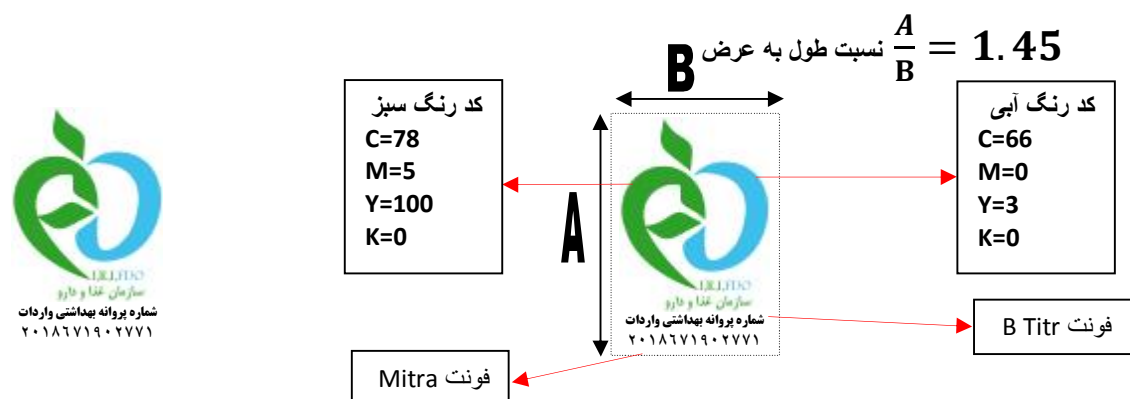 نسبت طول به عرض A/B = 1.45
B
A
کد رنگ سبز
C=78
M=5
Y=100
K=0
کد رنگ آبی
C=66
M=0
Y=3
K=0
I.R.I.FDO
سازمان غذا و دارو
شماره پروانه بهداشتی واردات
۲۰۱۸۶۷۱۹۰۲۷۷۱
I.R.I.FDO
سازمان غذا و دارو
شماره پروانه بهداشتی واردات
۲۰۱۸۶۷۱۹۰۲۷۷۱
فونت B Titr
فونت Mitra